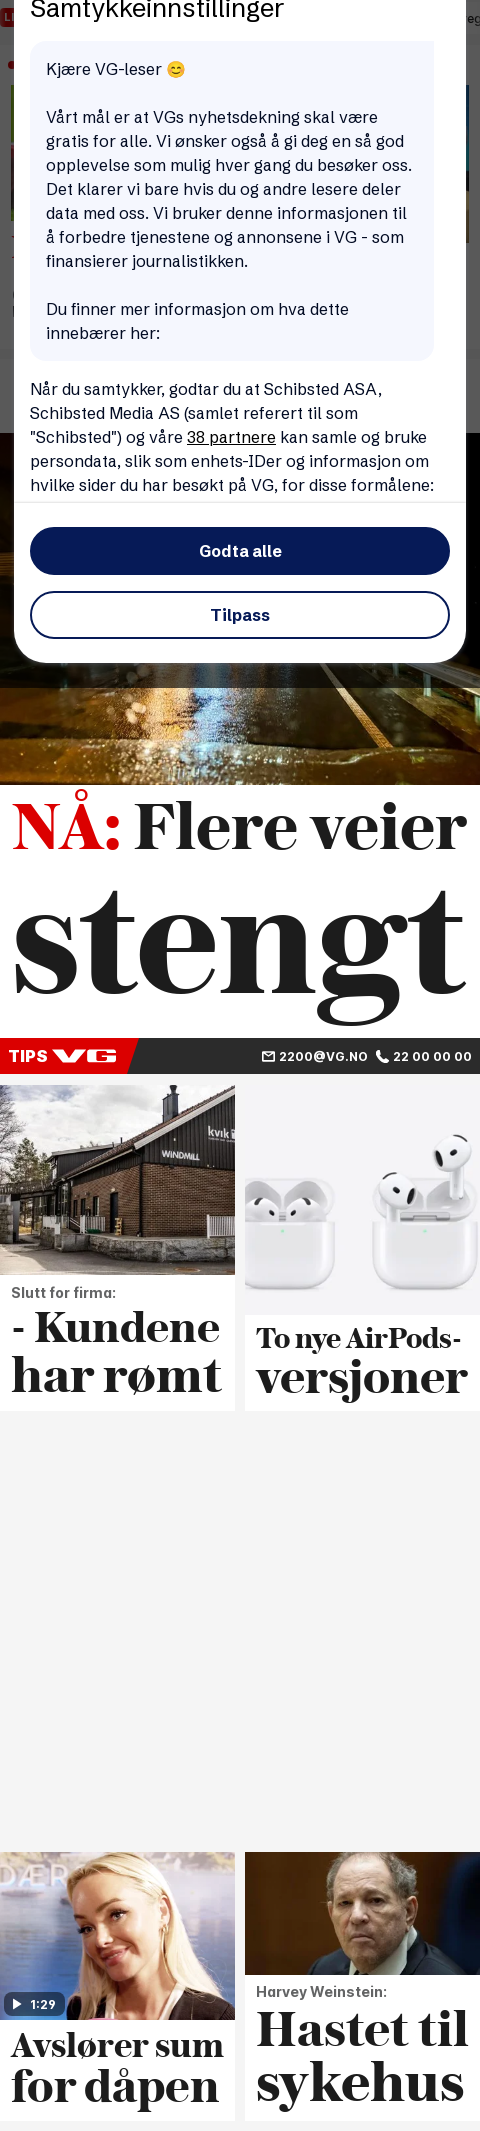 Samtykkeinnstillinger
Kjære VG-leser 😊
Vårt mål er at VGs nyhetsdekning skal være
gratis for alle. Vi ønsker også å gi deg en så god
opplevelse som mulig hver gang du besøker oss.
Det klarer vi bare hvis du og andre lesere deler
data med oss. Vi bruker denne informasjonen til
å forbedre tjenestene og annonsene i VG - som
finansierer journalistikken.
Du finner mer informasjon om hva dette
innebærer her:
Når du samtykker, godtar du at Schibsted ASA,
Schibsted Media AS (samlet referert til som
"Schibsted") og våre 38 partnere kan samle og bruke
persondata, slik som enhets-IDer og informasjon om
hvilke sider du har besøkt på VG, for disse formålene:
Godta alle
Tilpass
NÅ: Flere veier
stengt
TIPS VG 2200@VG.NO 22 00 00 00
kvik
WINDMILL
Slutt for firma:
- Kundene
har rømt
To nye AirPods-
versjoner
1:29
Avslører sum
for dåpen
Harvey Weinstein:
Hastet til
sykehus